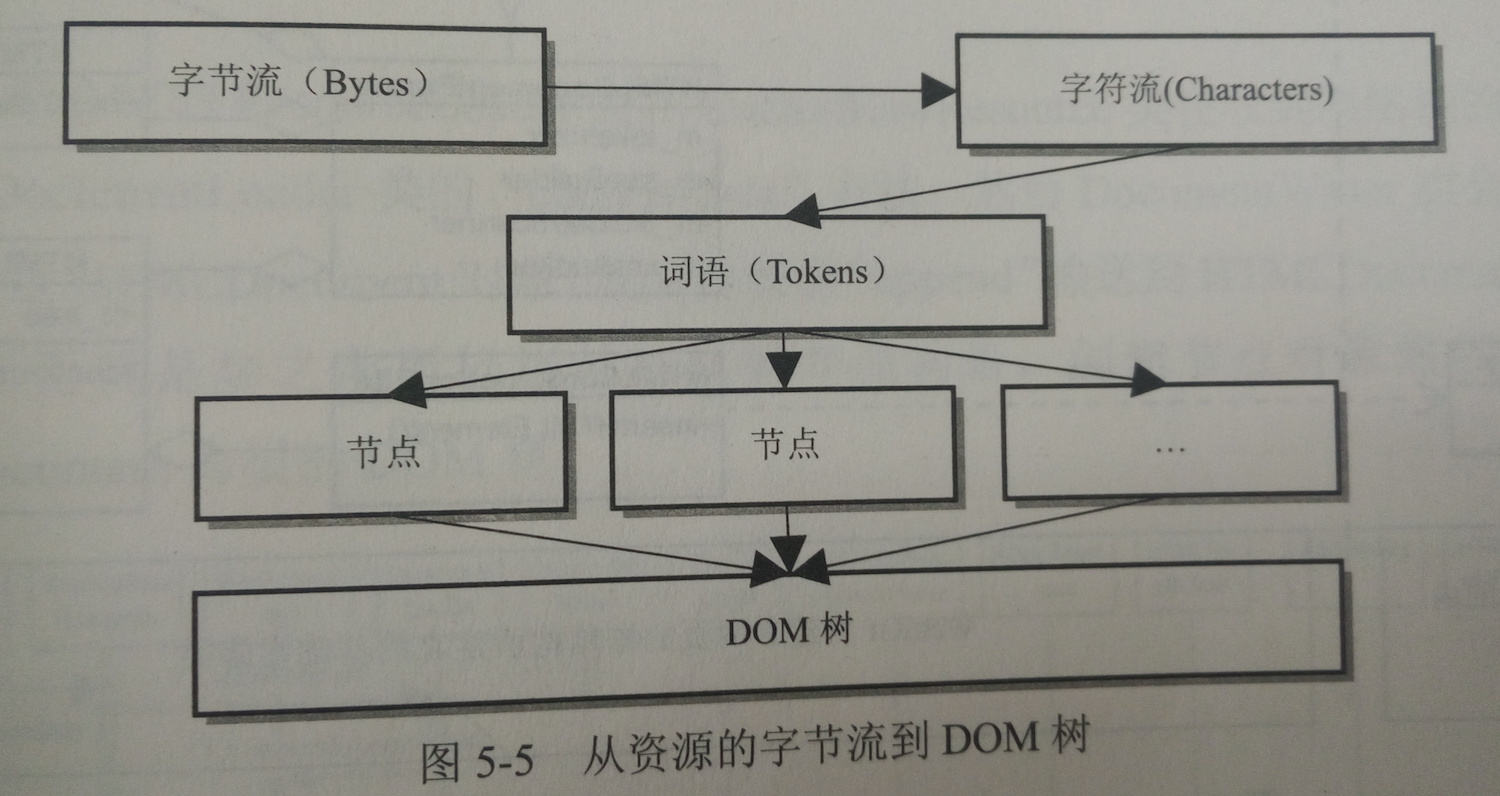 字节流（Bytes）
字符流(Characters)
词语（Tokens）
节点
节点
…
DOM 树
图 5-5 从资源的字节流到 DOM 树